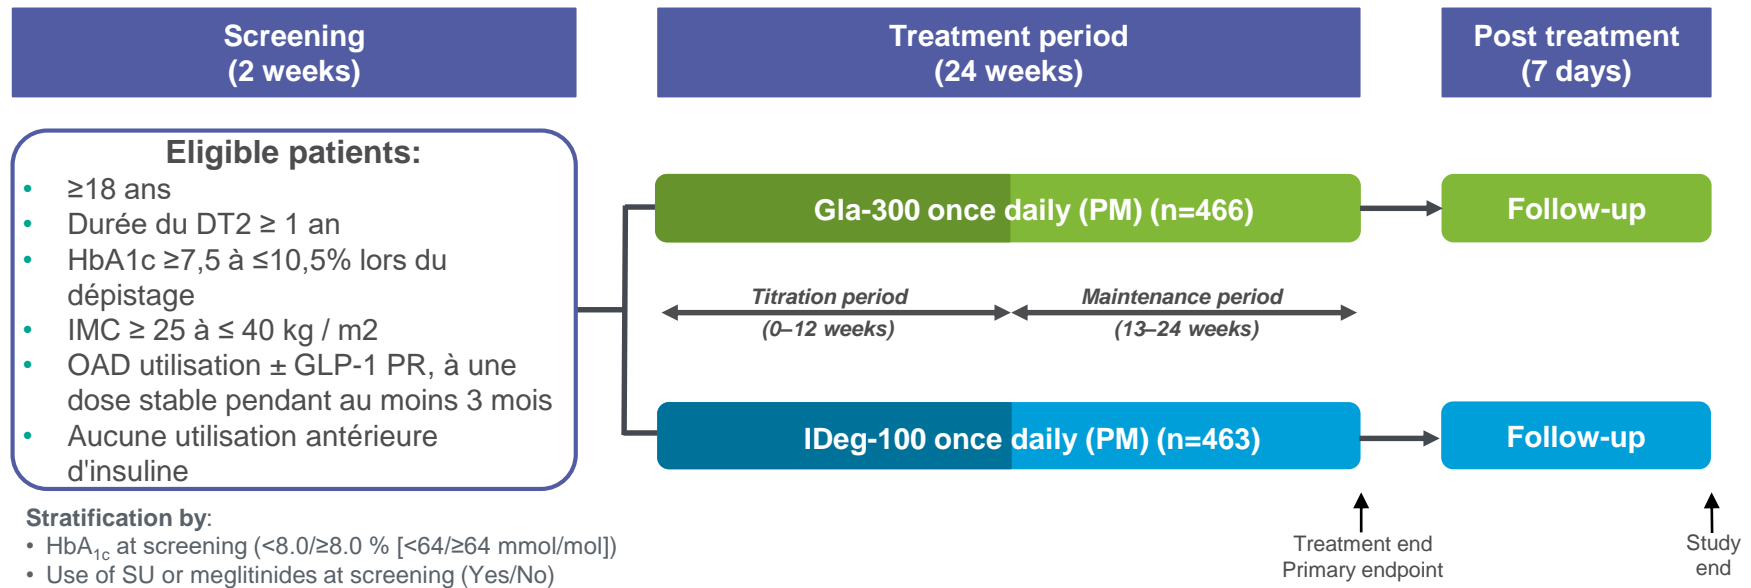 Screening
(2 weeks)
Treatment period
(24 weeks)
Post treatment
(7 days)
Eligible patients:
• ≥18 ans
• Durée du DT2 ≥ 1 an
• HbA1c ≥7,5 à ≤10,5% lors du
dépistage
• IMC ≥ 25 à ≤ 40 kg / m2
• OAD utilisation ± GLP-1 PR, à une
dose stable pendant au moins 3 mois
• Aucune utilisation antérieure
d'insuline
Gla-300 once daily (PM) (n=466)
Follow-up
Titration period
(0–12 weeks)
Maintenance period
(13–24 weeks)
IDeg-100 once daily (PM) (n=463)
Follow-up
Treatment end
Primary endpoint
Study
end
Stratification by:
• HbA1c at screening (<8.0/≥8.0 % [<64/≥64 mmol/mol])
• Use of SU or meglitinides at screening (Yes/No)